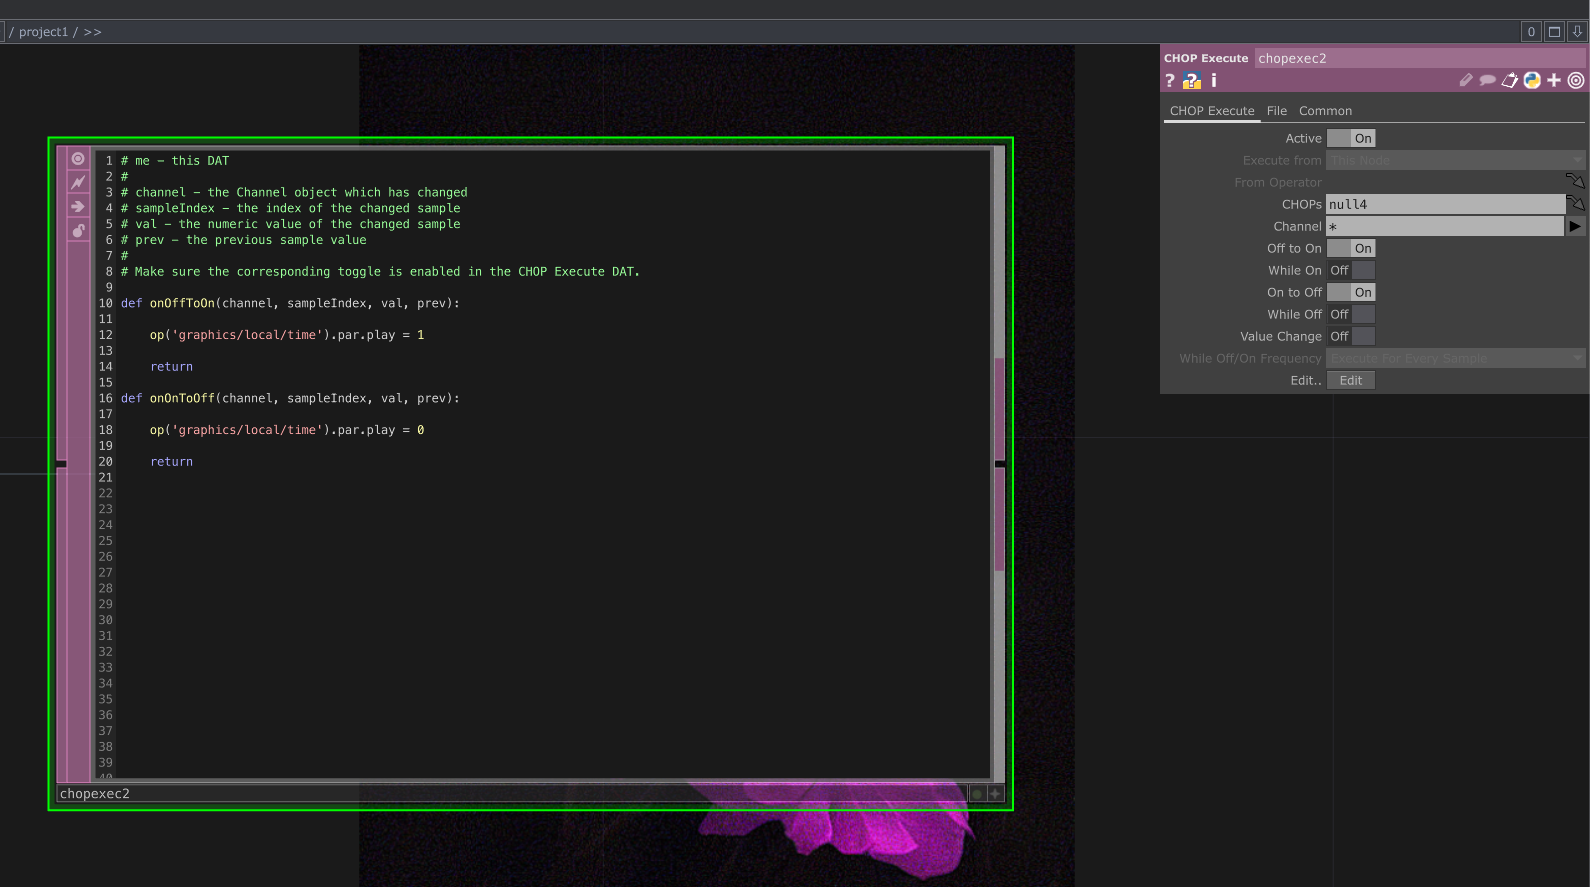 / project1 / >>
0
CHOP Execute chopexec2
? ? i
CHOP Execute File Common
Active On
Execute from This Node
From Operator
CHOPs null4
Channel *
Off to On On
While On Off
On to Off On
While Off Off
Value Change Off
While Off/On Frequency Execute For Every Sample
Edit.. Edit
1 # me - this DAT
2 #
3 # channel - the Channel object which has changed
4 # sampleIndex - the index of the changed sample
5 # val - the numeric value of the changed sample
6 # prev - the previous sample value
7 #
8 # Make sure the corresponding toggle is enabled in the CHOP Execute DAT.
9
10 def onOffToOn(channel, sampleIndex, val, prev):
11
12 op('graphics/local/time').par.play = 1
13
14 return
15
16 def onOnToOff(channel, sampleIndex, val, prev):
17
18 op('graphics/local/time').par.play = 0
19
20 return
21
22
23
24
25
26
27
28
29
30
31
32
33
34
35
36
37
38
39
40
chopexec2